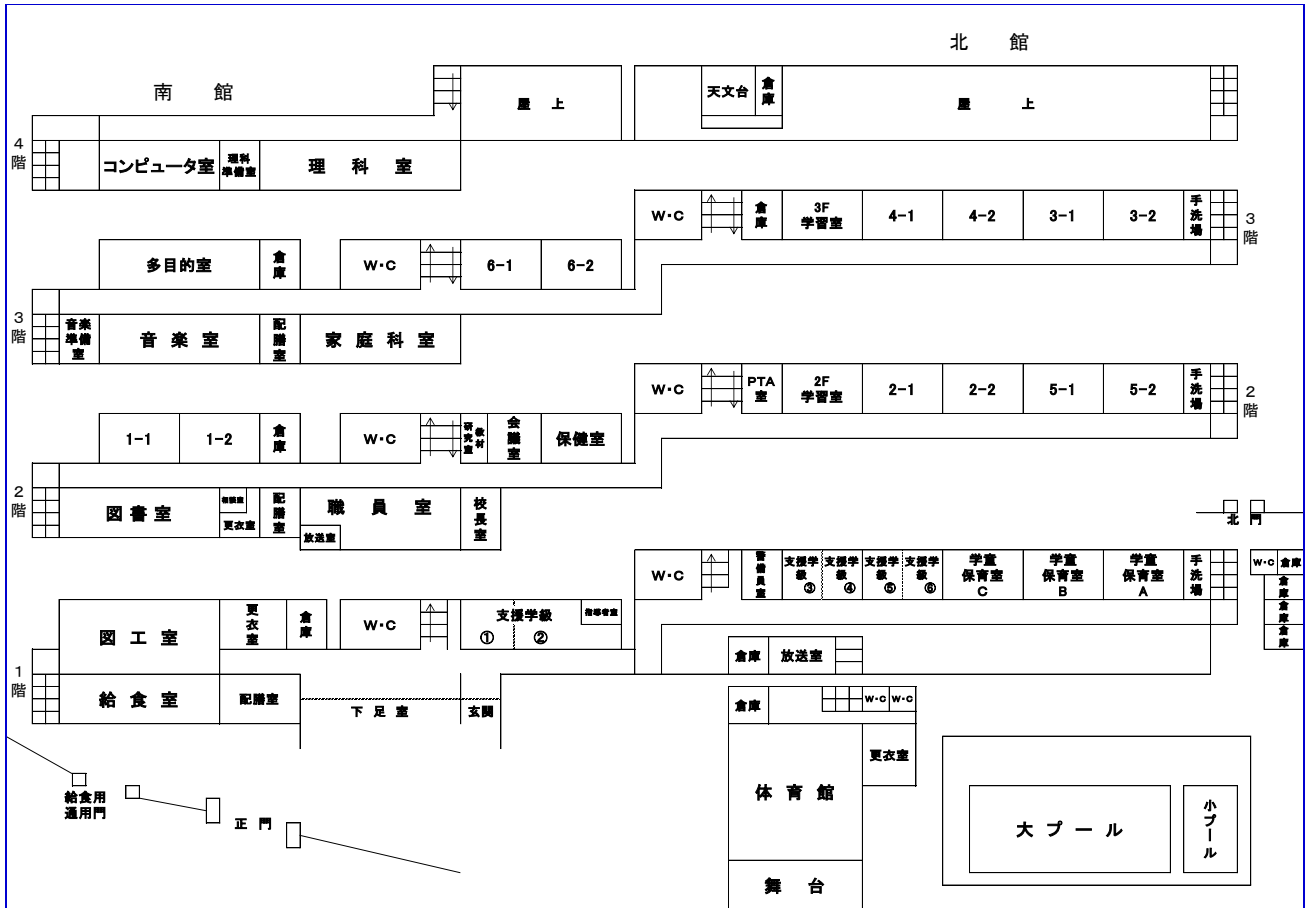 北 館
南 館
屋 上
天文台
倉庫
屋 上
4階
コンピュータ室
理科
準備室
理 科 室
W・C
倉庫
3F
学習室
4-1
4-2
3-1
3-2
手洗場
3階
多目的室
倉庫
W・C
6-1
6-2
3階
音楽
準備
室
音 楽 室
配膳室
家 庭 科 室
W・C
PTA
室
2F
学習室
2-1
2-2
5-1
5-2
手洗場
2階
1-1
1-2
倉庫
W・C
教材
研究室
会議室
保健室
2階
図書室
相談室
更衣室
配膳室
職 員 室
放送室
校長室
北 門
W・C
警備員室
支援学
級
③
支援学
級
④
支援学
級
⑤
支援学
級
⑥
学童
保育室
C
学童
保育室
B
学童
保育室
A
手洗場
W・C
倉庫
倉庫
倉庫
倉庫
図 工 室
更衣室
倉庫
W・C
支援学級
① ②
指導者室
倉庫
放送室
1階
給 食 室
配膳室
下 足 室
玄関
倉庫
W・C
W・C
更衣室
体 育 館
舞 台
大 プ ー ル
小プール
給食用
通用門
正 門